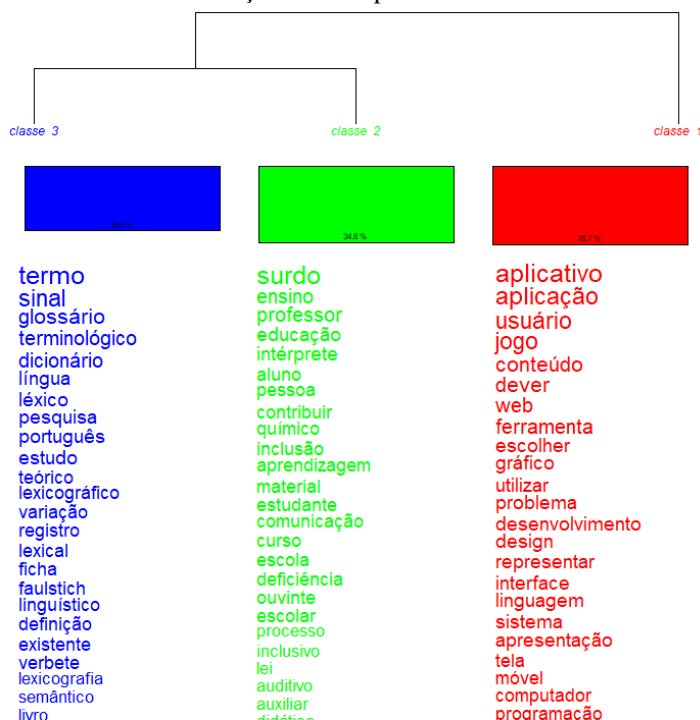 classe 3
classe 2
classe 1
29.5 %
34.8 %
35.7 %
termo
sinal
glossário
terminológico
dicionário
língua
léxico
pesquisa
português
estudo
teórico
lexicográfico
variação
registro
lexical
ficha
faulstich
linguístico
definição
existente
verbete
lexicografia
semântico
livro
surdo
ensino
professor
educação
intérprete
aluno
pessoa
contribuir
químico
inclusão
aprendizagem
material
estudante
comunicação
curso
escola
deficiência
ouvinte
escolar
processo
inclusivo
lei
auditivo
auxiliar
aplicativo
aplicação
usuário
jogo
conteúdo
dever
web
ferramenta
escolher
gráfico
utilizar
problema
desenvolvimento
design
representar
interface
linguagem
sistema
apresentação
tela
móvel
computador
programação